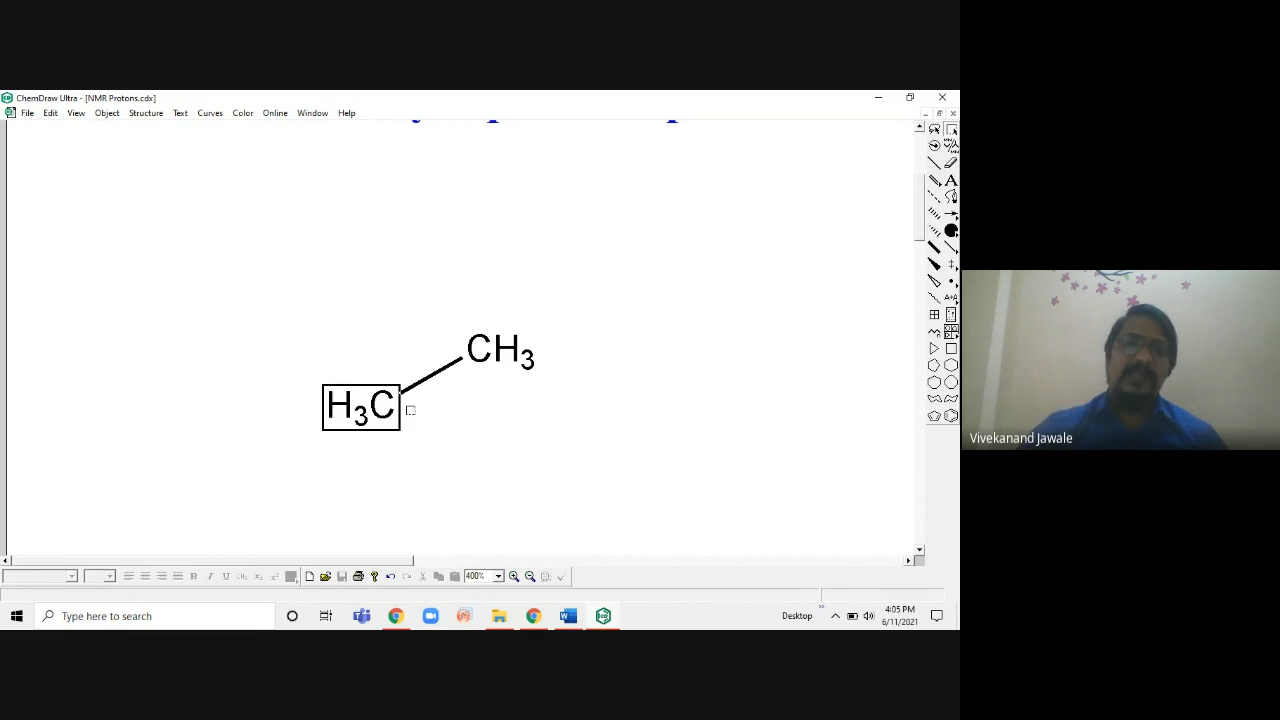 ChemDraw Ultra - [NMR Protons.cdx]
File Edit View Object Structure Text Curves Color Online Window Help
CH3
H3C
Vivekanand Jawale
400%
Type here to search
Desktop
4:05 PM
6/11/2021